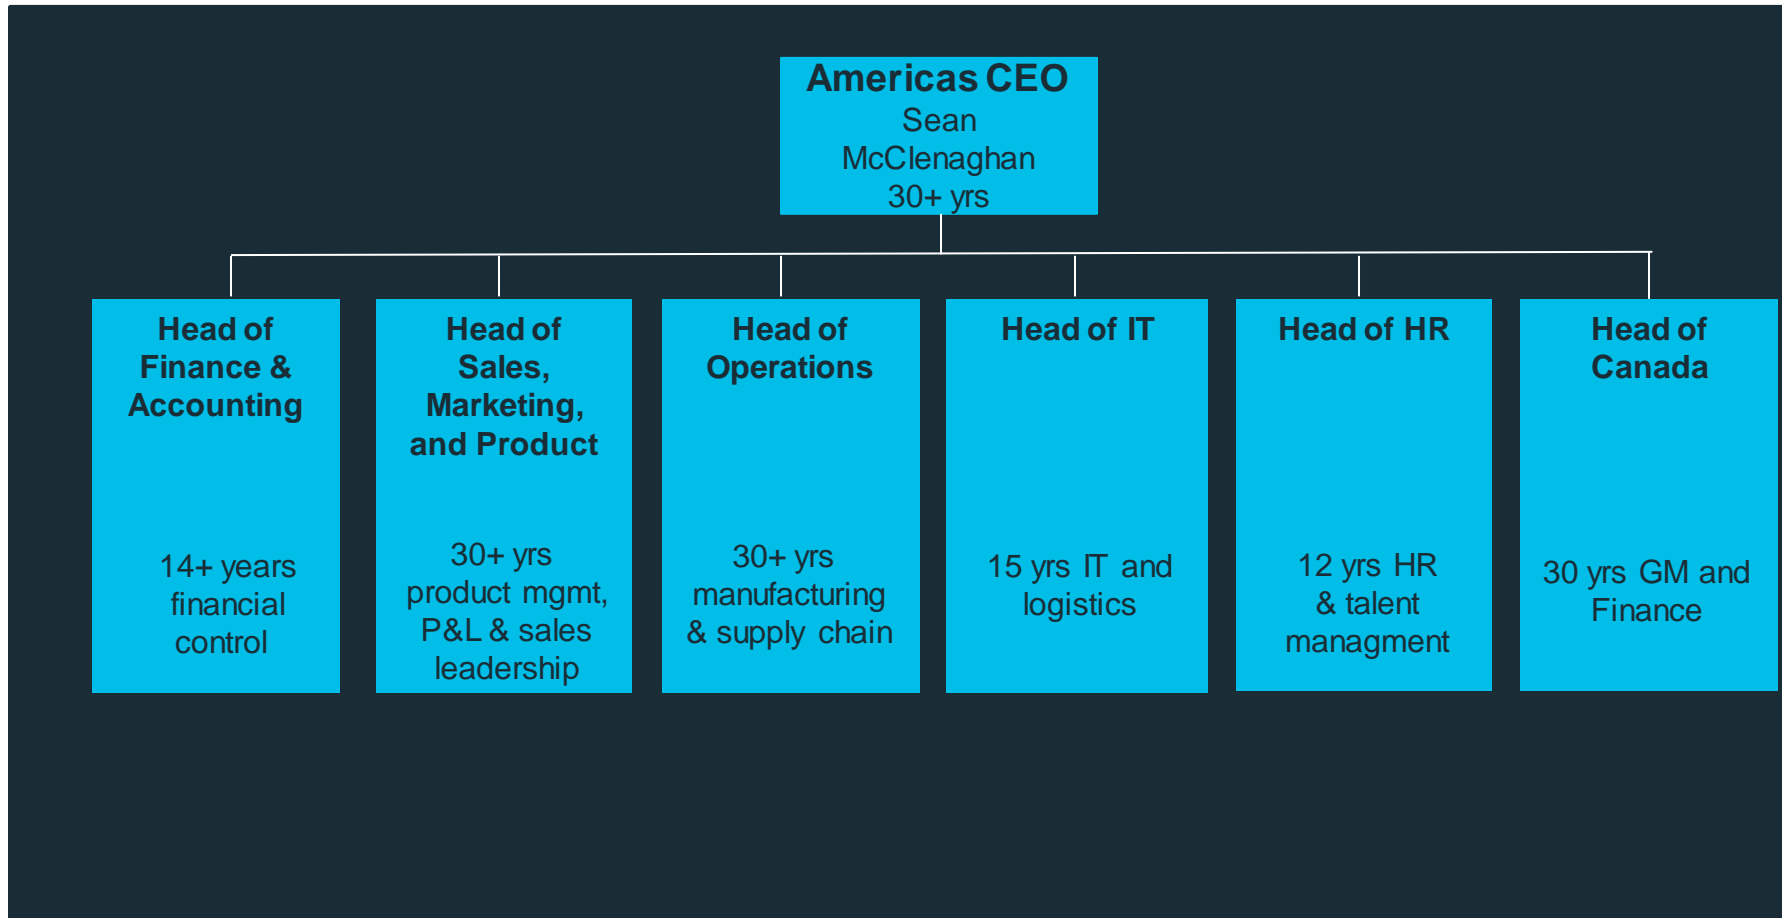 Americas CEO
Sean
McClenaghan
30+ yrs
Head of
Finance &
Accounting
14+ years
financial
control
Head of
Sales,
Marketing,
and Product
30+ yrs
product mgmt,
P&L & sales
leadership
Head of
Operations
30+ yrs
manufacturing
& supply chain
Head of IT
15 yrs IT and
logistics
Head of HR
12 yrs HR
& talent
managment
Head of
Canada
30 yrs GM and
Finance